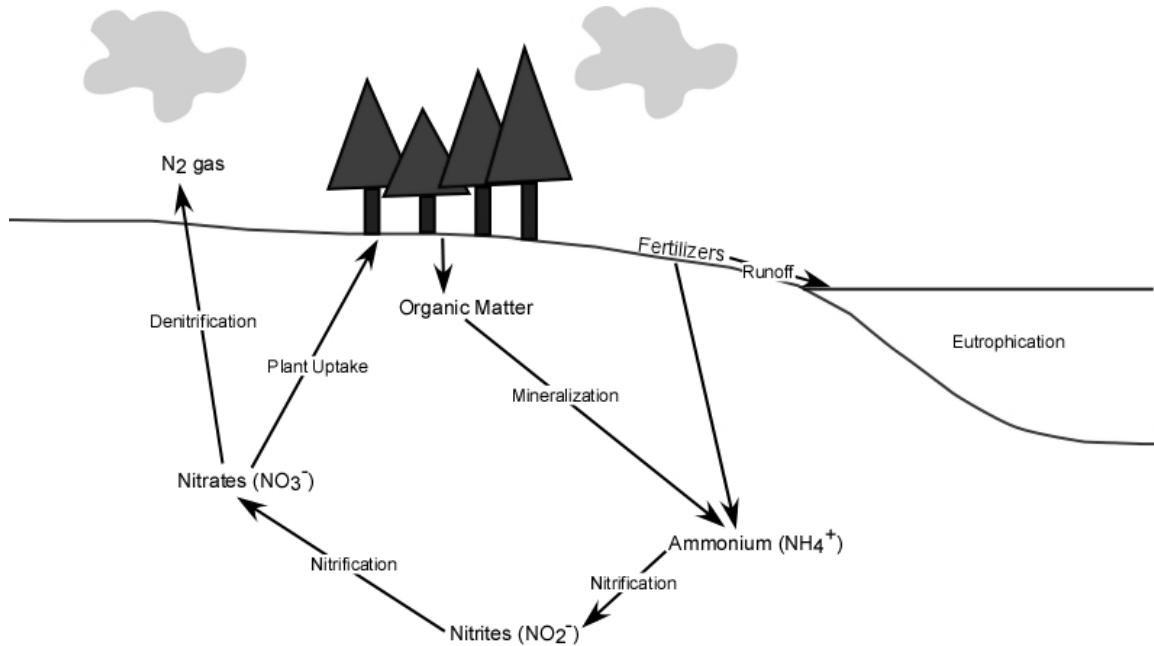 N2 gas
Fertilizers
Runoff
Organic Matter
Denitrification
Eutrophication
Plant Uptake
Mineralization
Nitrates (NO3-)
Ammonium (NH4+)
Nitrification
Nitrification
Nitrites (NO2-)